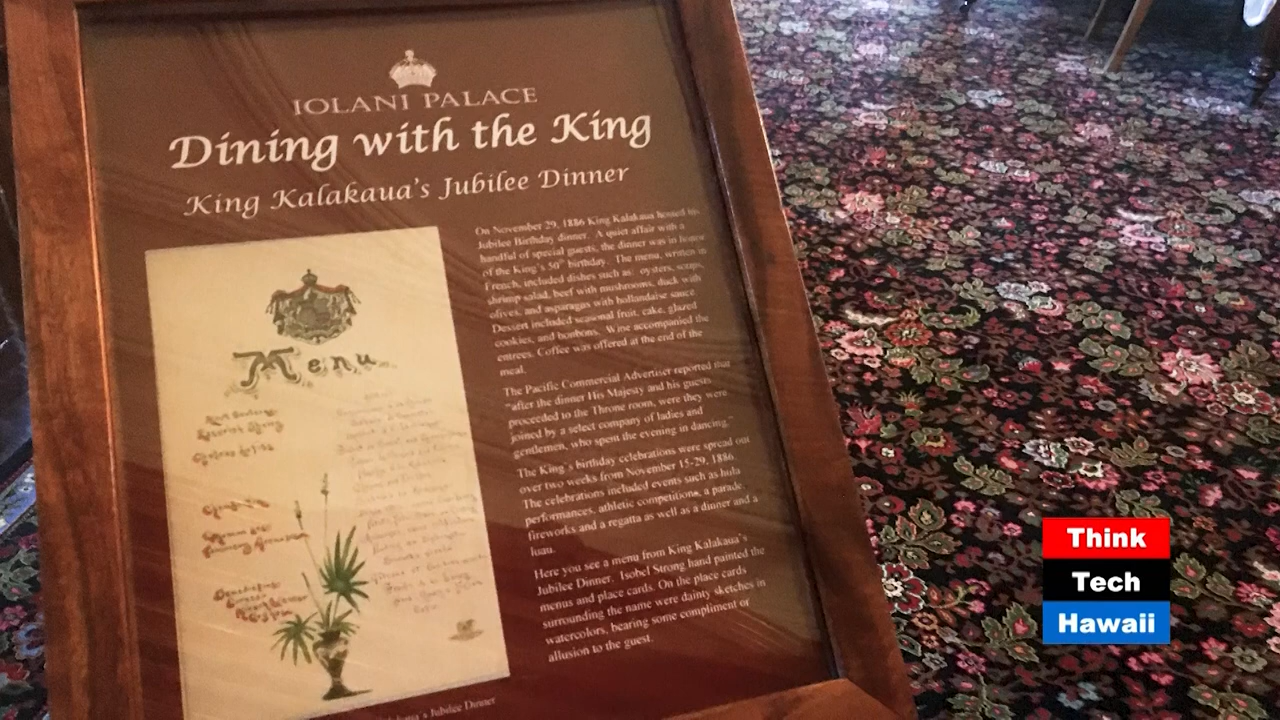 IOLANI PALACE
Dining with the King
King Kalakaua's Jubilee Dinner
On November 29, 1886 King Kalakaua hosted his
Jubilee Birthday dinner. A quiet affair with a
handful of special guests, the dinner was in honor
of the King's 50th birthday. The menu, written in
French, included dishes such as: oysters, soups,
shrimp salad, beef with mushrooms, duck with
olives, and asparagus with hollandaise sauce.
Dessert included seasonal fruit, cake, glazed
cookies, and bonbons. Wine accompanied the
entrees. Coffee was offered at the end of the
meal.
The Pacific Commercial Advertiser reported that
"after the dinner His Majesty and his guests
proceeded to the Throne room, were they were
joined by a select company of ladies and
gentlemen, who spent the evening in dancing."
The King's birthday celebrations were spread out
over two weeks from November 15-29, 1886.
The celebrations included events such as hula
performances, athletic competitions, a parade,
fireworks and a regatta as well as a dinner and a
luau.
Here you see a menu from King Kalakaua's
Jubilee Dinner. Isobel Strong hand painted the
menus and place cards. On the place cards
surrounding the name were dainty sketches in
watercolors, bearing some compliment or
allusion to the guest.
Menu
Jubilee Dinner
Think
Tech
Hawaii